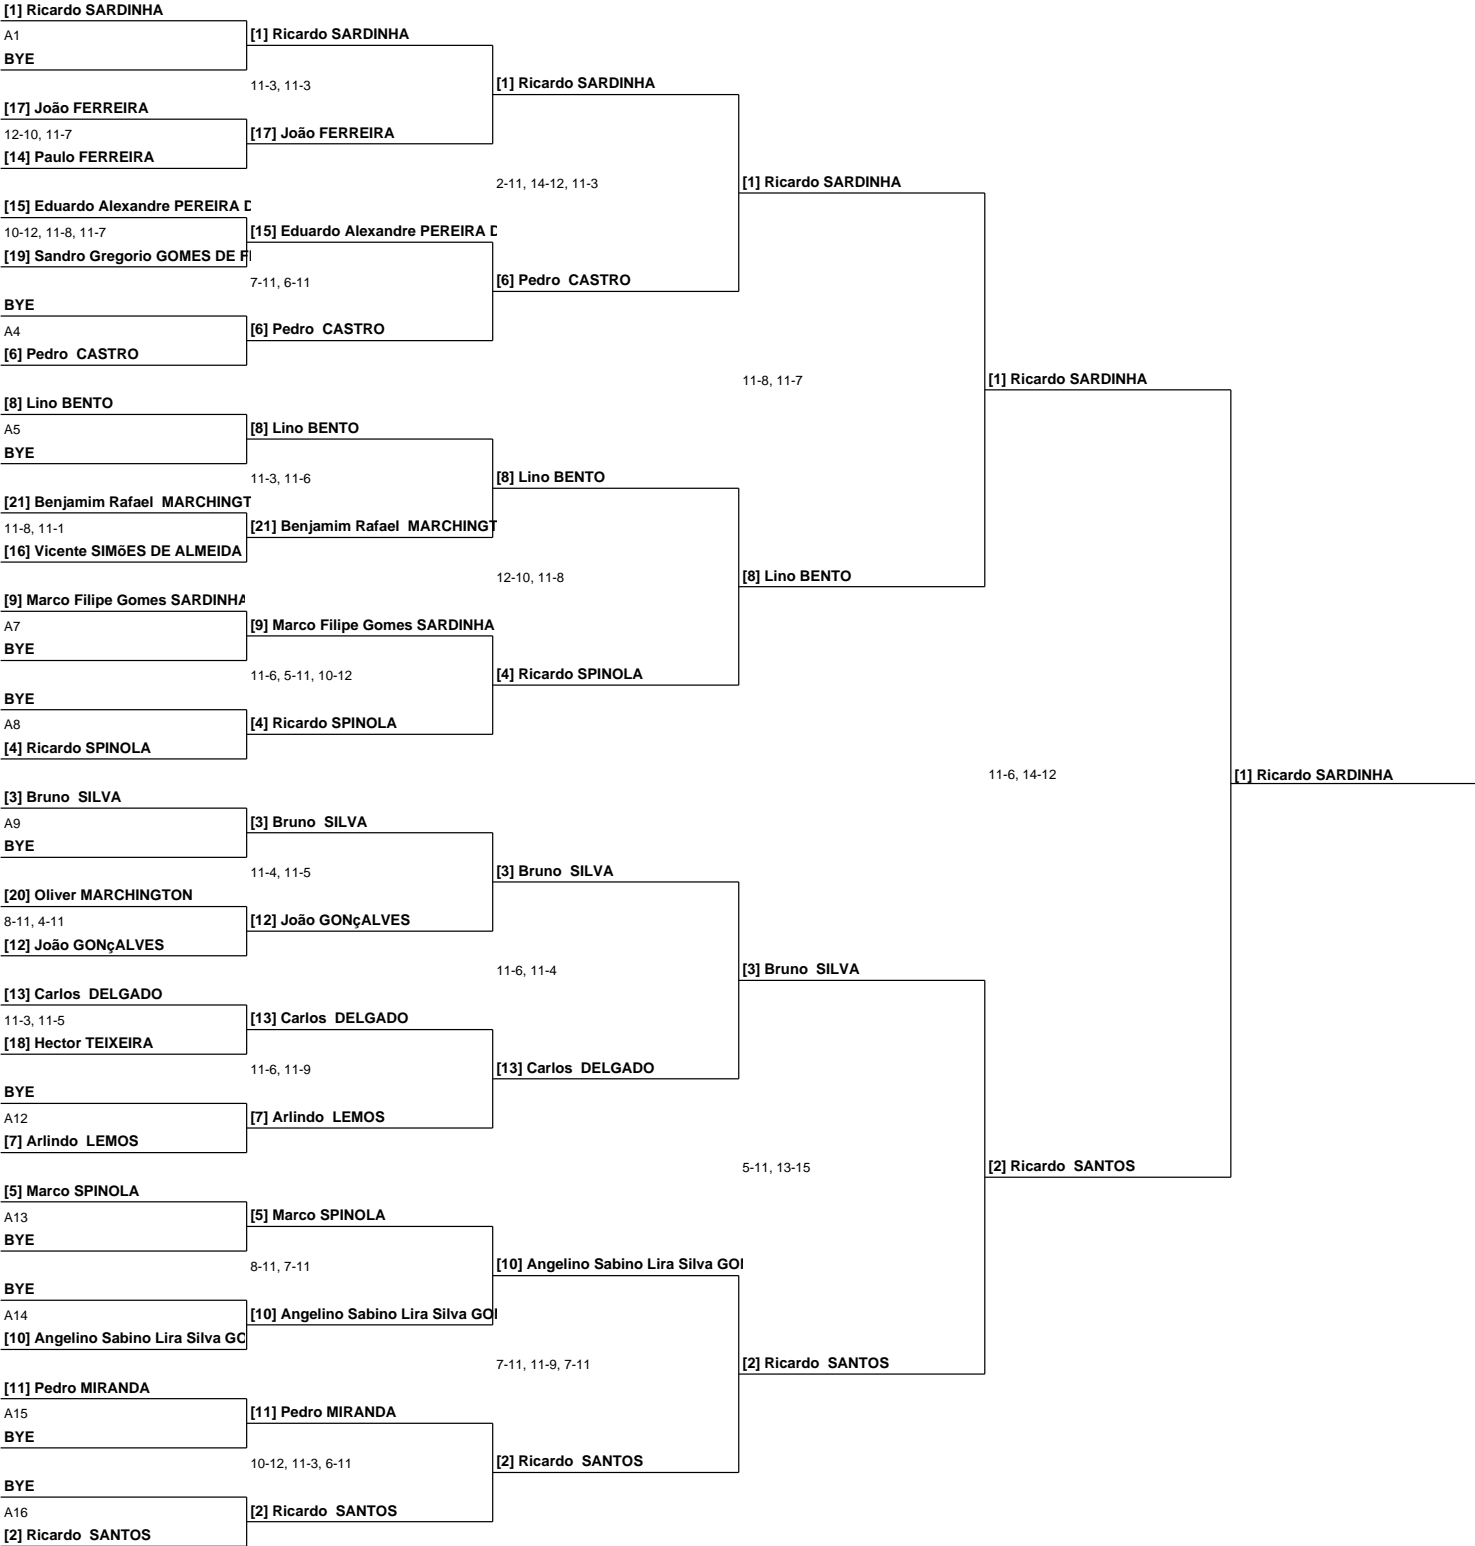 [1] Ricardo SARDINHA
A1
BYE
[1] Ricardo SARDINHA
11-3, 11-3
[1] Ricardo SARDINHA
[17] João FERREIRA
12-10, 11-7
[14] Paulo FERREIRA
[17] João FERREIRA
2-11, 14-12, 11-3
[1] Ricardo SARDINHA
[15] Eduardo Alexandre PEREIRA D
10-12, 11-8, 11-7
[19] Sandro Gregorio GOMES DE F
[15] Eduardo Alexandre PEREIRA D
7-11, 6-11
[6] Pedro CASTRO
BYE
A4
[6] Pedro CASTRO
[6] Pedro CASTRO
11-8, 11-7
[1] Ricardo SARDINHA
[8] Lino BENTO
A5
BYE
[8] Lino BENTO
11-3, 11-6
[8] Lino BENTO
[21] Benjamim Rafael MARCHINGT
11-8, 11-1
[16] Vicente SIMõES DE ALMEIDA
[21] Benjamim Rafael MARCHINGT
12-10, 11-8
[8] Lino BENTO
[9] Marco Filipe Gomes SARDINHA
A7
BYE
[9] Marco Filipe Gomes SARDINHA
11-6, 5-11, 10-12
[4] Ricardo SPINOLA
BYE
A8
[4] Ricardo SPINOLA
[4] Ricardo SPINOLA
11-6, 14-12
[1] Ricardo SARDINHA
[3] Bruno SILVA
A9
BYE
[3] Bruno SILVA
11-4, 11-5
[3] Bruno SILVA
[20] Oliver MARCHINGTON
8-11, 4-11
[12] João GONçALVES
[12] João GONçALVES
11-6, 11-4
[3] Bruno SILVA
[13] Carlos DELGADO
11-3, 11-5
[18] Hector TEIXEIRA
[13] Carlos DELGADO
11-6, 11-9
[13] Carlos DELGADO
BYE
A12
[7] Arlindo LEMOS
[7] Arlindo LEMOS
5-11, 13-15
[2] Ricardo SANTOS
[5] Marco SPINOLA
A13
BYE
[5] Marco SPINOLA
8-11, 7-11
[10] Angelino Sabino Lira Silva GO
BYE
A14
[10] Angelino Sabino Lira Silva GO
[10] Angelino Sabino Lira Silva GO
7-11, 11-9, 7-11
[2] Ricardo SANTOS
[11] Pedro MIRANDA
A15
BYE
[11] Pedro MIRANDA
10-12, 11-3, 6-11
[2] Ricardo SANTOS
BYE
A16
[2] Ricardo SANTOS
[2] Ricardo SANTOS